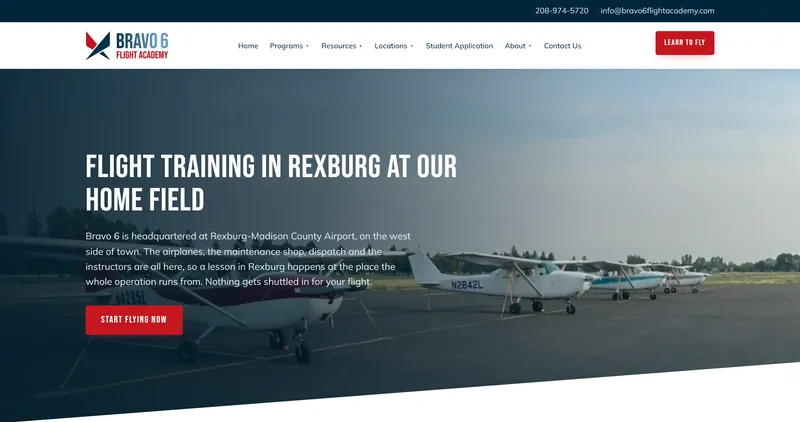 208-974-5720 info@bravo6flightacademy.com
BRAVO 6
FLIGHT ACADEMY
Home Programs Resources Locations Student Application About Contact Us
LEARN TO FLY
FLIGHT TRAINING IN REXBURG AT OUR
HOME FIELD
Bravo 6 is headquartered at Rexburg-Madison County Airport, on the west
side of town. The airplanes, the maintenance shop, dispatch and the
instructors are all here, so a lesson in Rexburg happens at the place the
whole operation runs from. Nothing gets shuttled in for your flight.
START FLYING NOW
N2842L